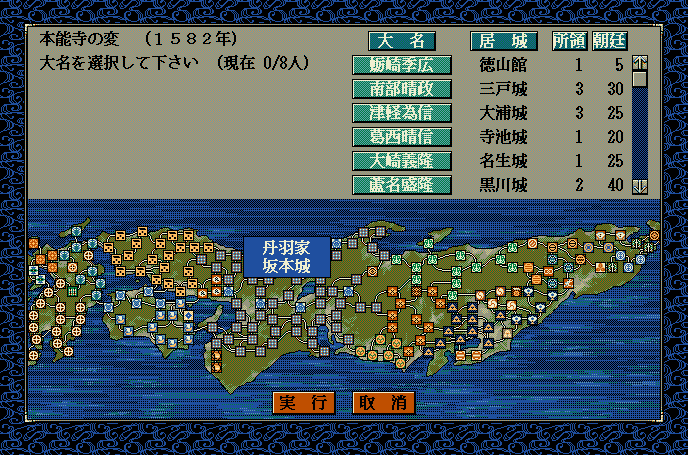 本能寺の変 （１５８２年）
大名を選択して下さい （現在 0/8人）
大 名 居 城 所領 朝廷
蛎崎季広 徳山館 1 5
南部晴政 三戸城 3 30
津軽為信 大浦城 3 25
葛西晴信 寺池城 1 20
大崎義隆 名生城 1 25
蘆名盛隆 黒川城 2 40
丹羽家
坂本城
実 行 取 消